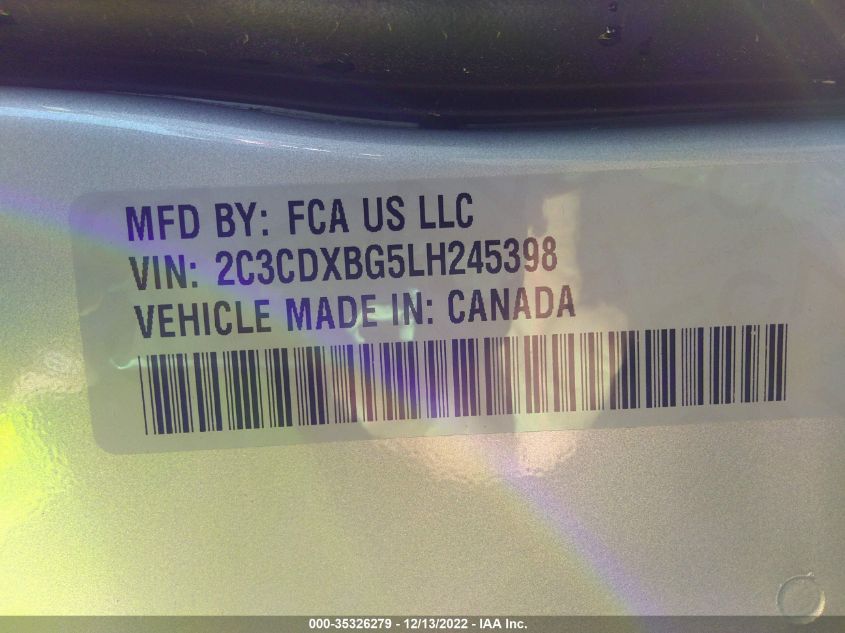 MFD BY: FCA US LLC
VIN: 2C3CDXBG5LH245398
VEHICLE MADE IN: CANADA
000-35326279 - 12/13/2022 - IAA Inc.